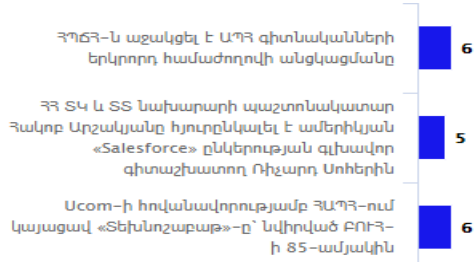 ՀՊՃՀ-ն աջակցել է ԱՊՀ գիտնականների
երկրորդ համաժողովի անցկացմանը
6
ՀՀ ՏԿ և ՏՏ նախարարի պաշտոնակատար
Հակոբ Արշակյանը հյուրընկալել է ամերիկյան
«Salesforce» ընկերության գլխավոր
գիտաշխատող Ռիչարդ Սոհերին
5
Ucom-ի հովանավորությամբ ՀԱՊՀ-ում
կայացավ «Տեխնոշաբաթ»-ը՝ նվիրված ԲՈՒՀ-
ի 85-ամյակին
6